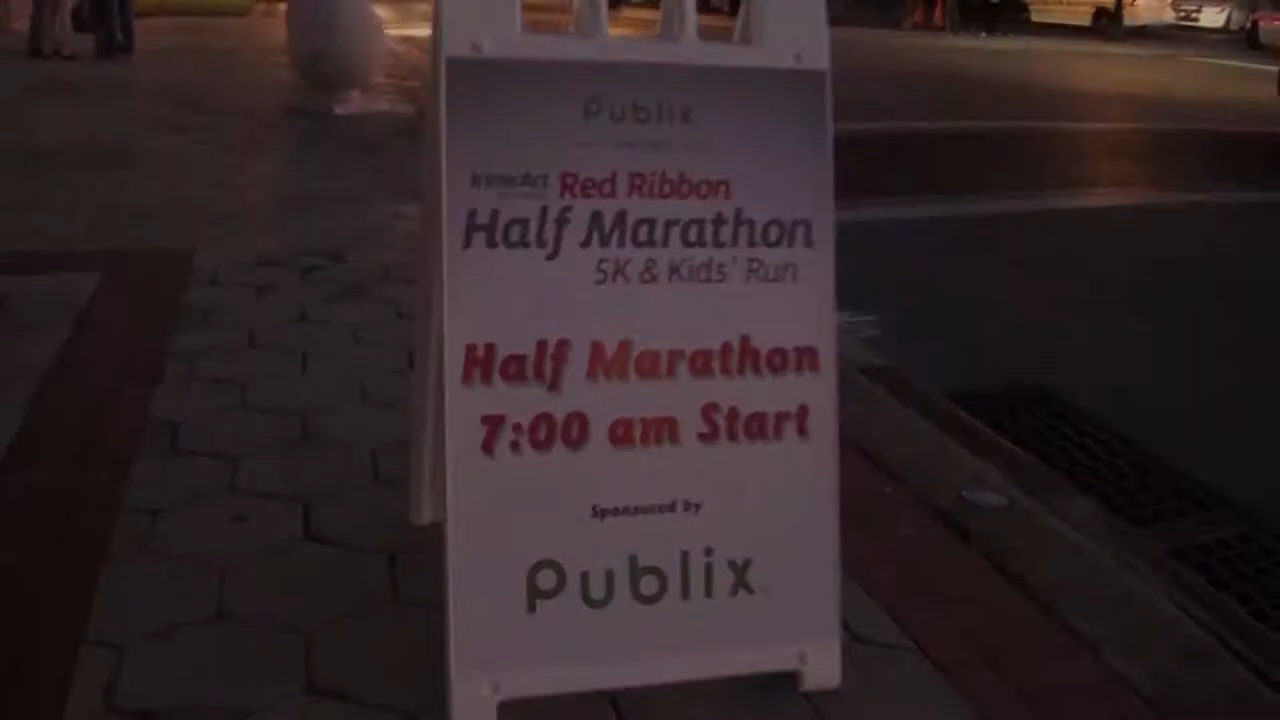 Publix
Red Ribbon
Half Marathon
5K & Kids' Run
Half Marathon
7:00 am Start
Sponsored by
Publix